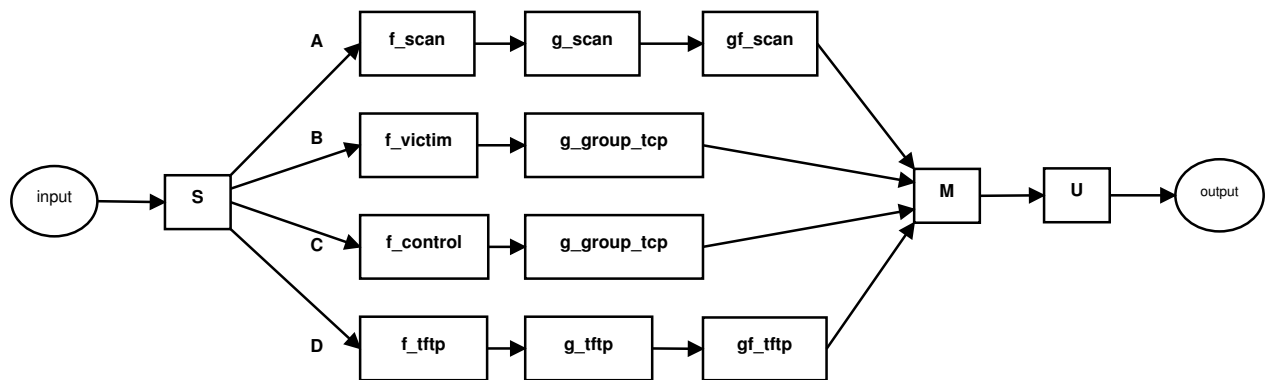 A
f_scan
g_scan
gf_scan
B
f_victim
g_group_tcp
input
S
M
U
output
C
f_control
g_group_tcp
D
f_tftp
g_tftp
gf_tftp